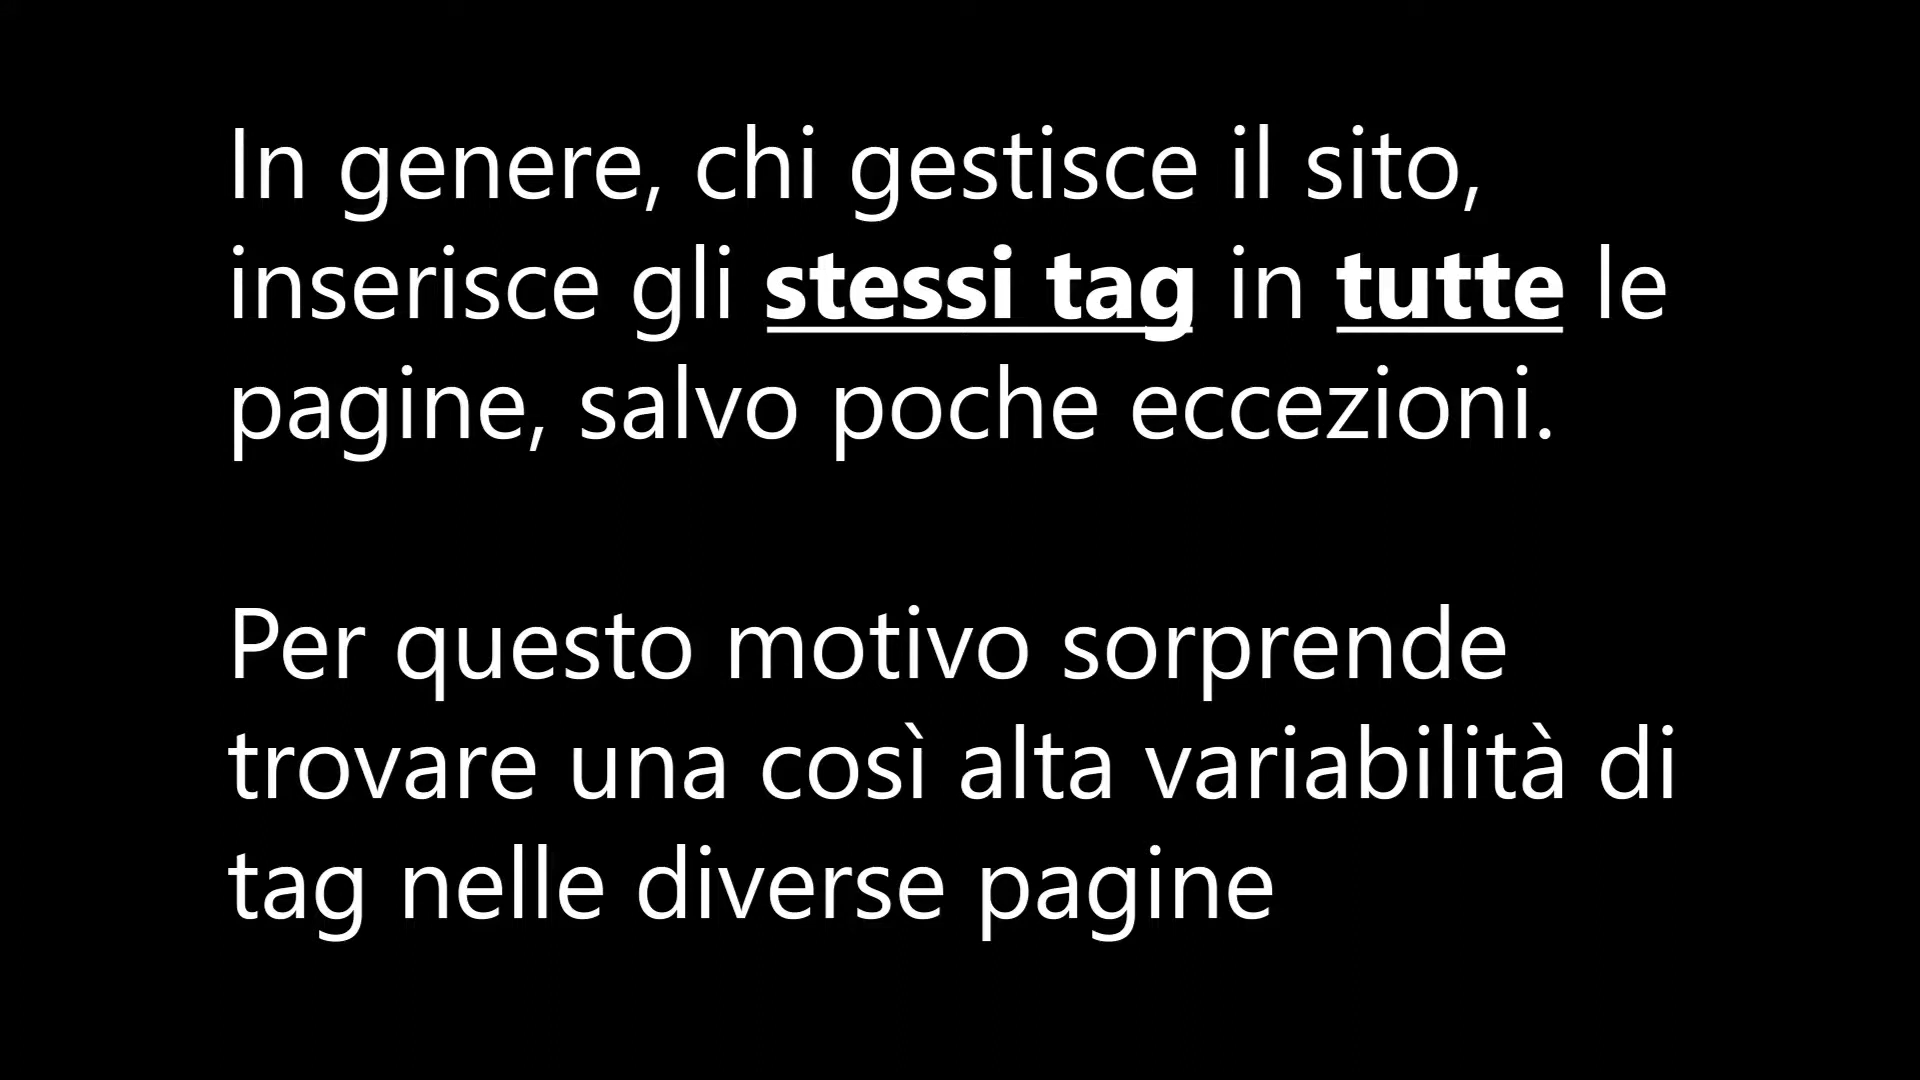 In genere, chi gestisce il sito,
inserisce gli stessi tag in tutte le
pagine, salvo poche eccezioni.
Per questo motivo sorprende
trovare una così alta variabilità di
tag nelle diverse pagine